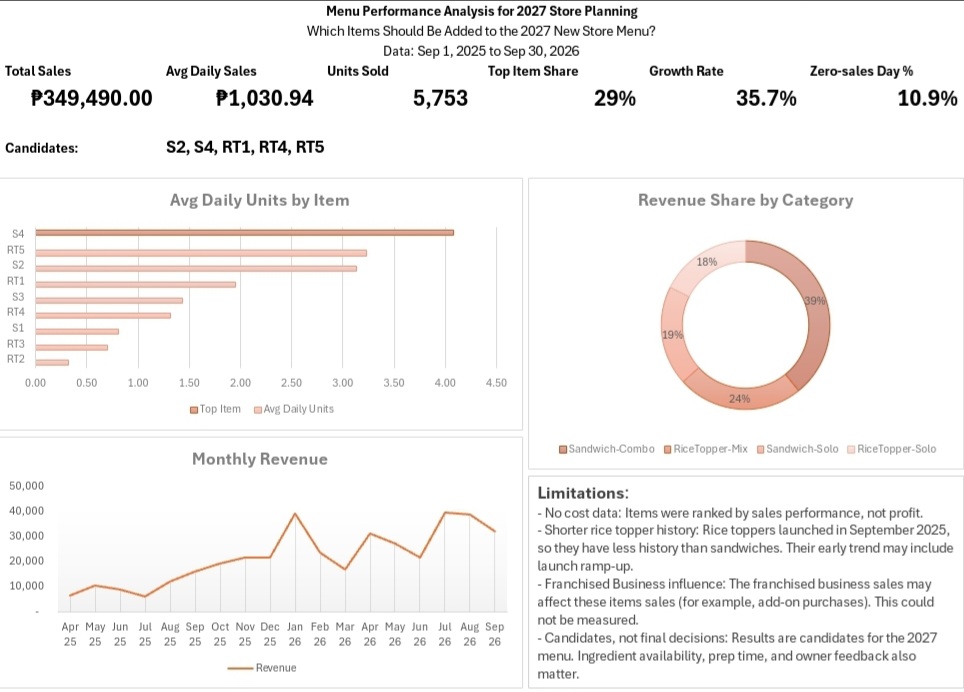 Menu Performance Analysis for 2027 Store Planning
Which Items Should Be Added to the 2027 New Store Menu?
Data: Sep 1, 2025 to Sep 30, 2026
Total Sales Avg Daily Sales Units Sold Top Item Share Growth Rate Zero-sales Day %
₱349,490.00 ₱1,030.94 5,753 29% 35.7% 10.9%
Candidates: S2, S4, RT1, RT4, RT5
Avg Daily Units by Item
S4
RT5
S2
RT1
S3
RT4
S1
RT3
RT2
0.00 0.50 1.00 1.50 2.00 2.50 3.00 3.50 4.00 4.50
Top Item Avg Daily Units
Revenue Share by Category
18%
39%
19%
24%
Sandwich-Combo RiceTopper-Mix Sandwich-Solo RiceTopper-Solo
Monthly Revenue
50,000
40,000
30,000
20,000
10,000
-
Apr May Jun Jul Aug Sep Oct Nov Dec Jan Feb Mar Apr May Jun Jul Aug Sep
25 25 25 25 25 25 25 25 25 26 26 26 26 26 26 26 26 26
Revenue
Limitations:
- No cost data: Items were ranked by sales performance, not profit.
- Shorter rice topper history: Rice toppers launched in September 2025,
so they have less history than sandwiches. Their early trend may include
launch ramp-up.
- Franchised Business influence: The franchised business sales may
affect these items sales (for example, add-on purchases). This could
not be measured.
- Candidates, not final decisions: Results are candidates for the 2027
menu. Ingredient availability, prep time, and owner feedback also
matter.